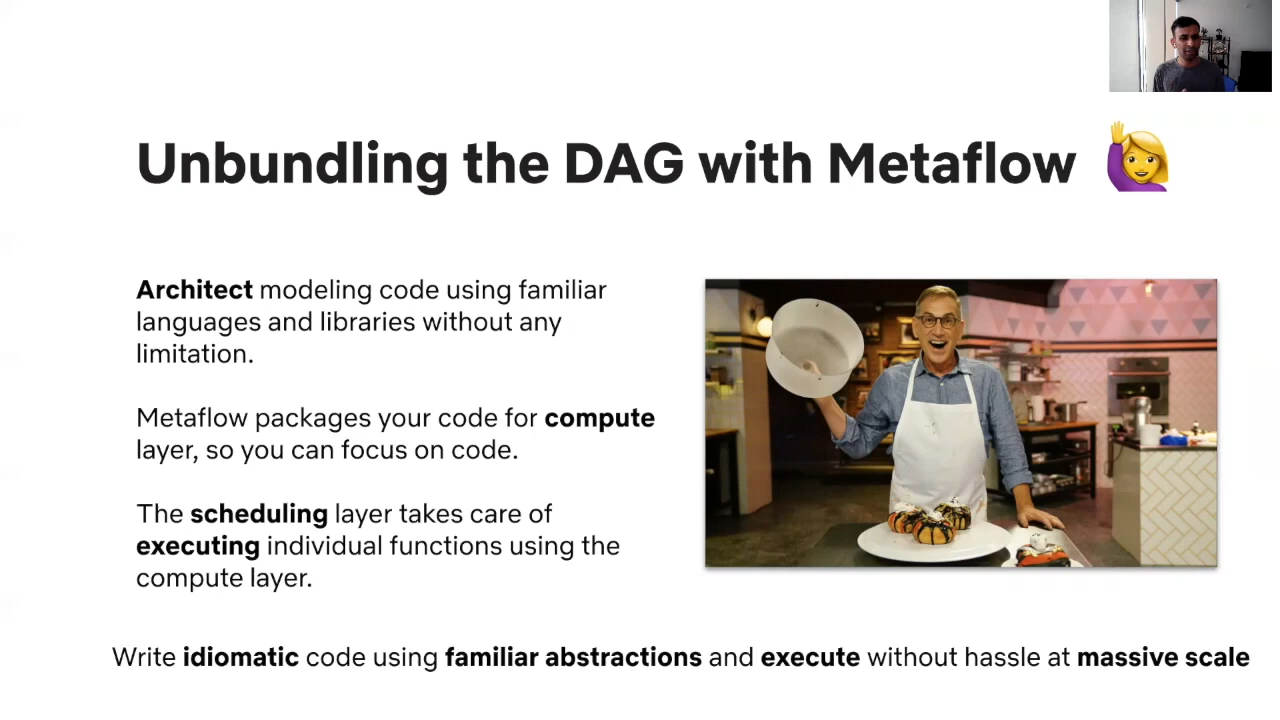 Unbundling the DAG with Metaflow
Architect modeling code using familiar
languages and libraries without any
limitation.
Metaflow packages your code for compute
layer, so you can focus on code.
The scheduling layer takes care of
executing individual functions using the
compute layer.
Write idiomatic code using familiar abstractions and execute without hassle at massive scale